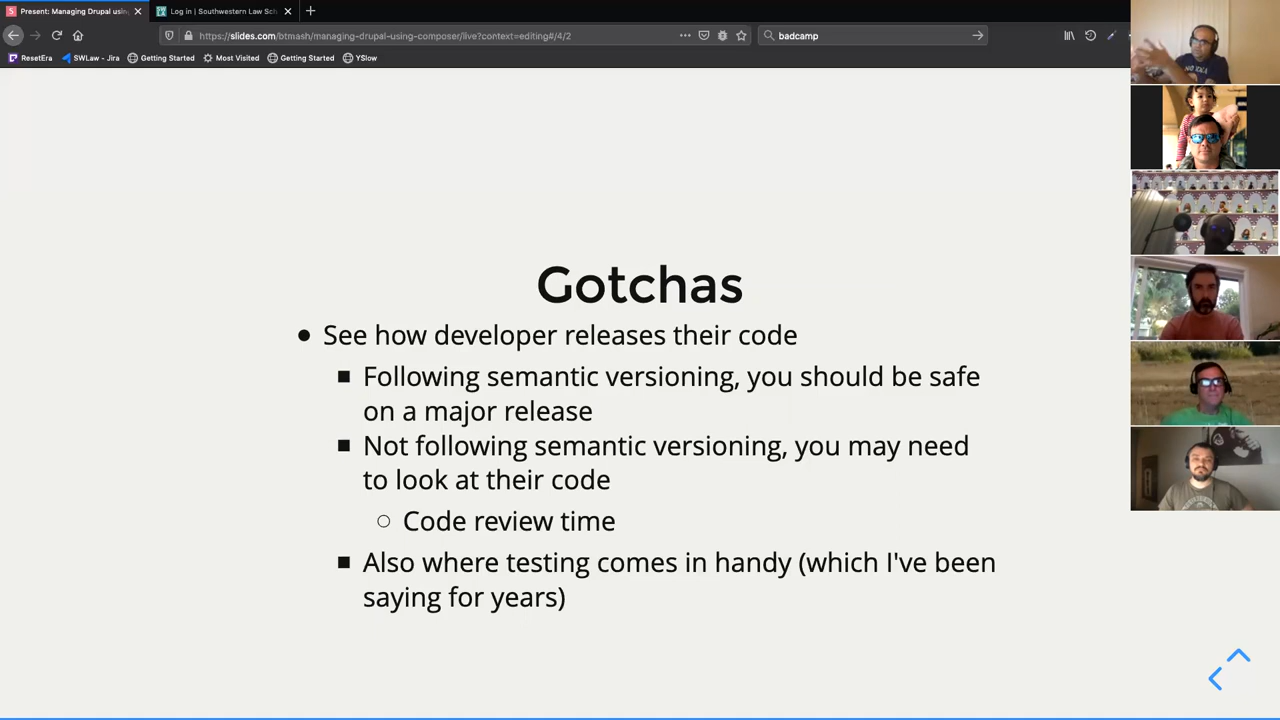 Present: Managing Drupal usin
Log in | Southwestern Law Sch
https://slides.com/btmash/managing-drupal-using-composer/live?context=editing#/4/2
badcamp
ResetEra
SWLaw - Jira
Getting Started
Most Visited
Getting Started
YSlow
Gotchas
See how developer releases their code
Following semantic versioning, you should be safe
on a major release
Not following semantic versioning, you may need
to look at their code
Code review time
Also where testing comes in handy (which I've been
saying for years)